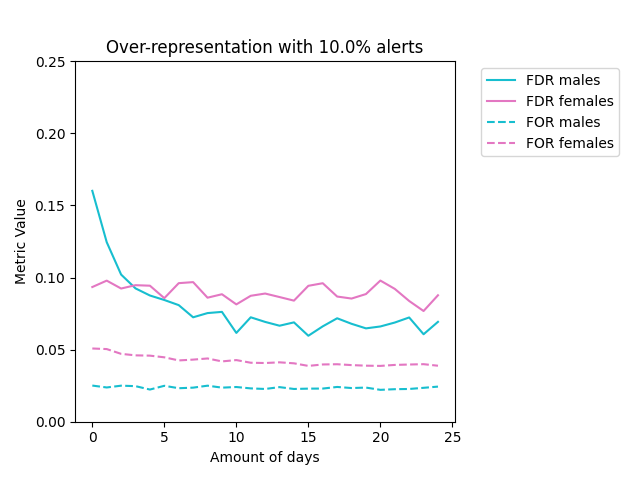 Over-representation with 10.0% alerts
FDR males
FDR females
FOR males
FOR females
Metric Value
0.25
0.20
0.15
0.10
0.05
0.00
0 5 10 15 20 25
Amount of days